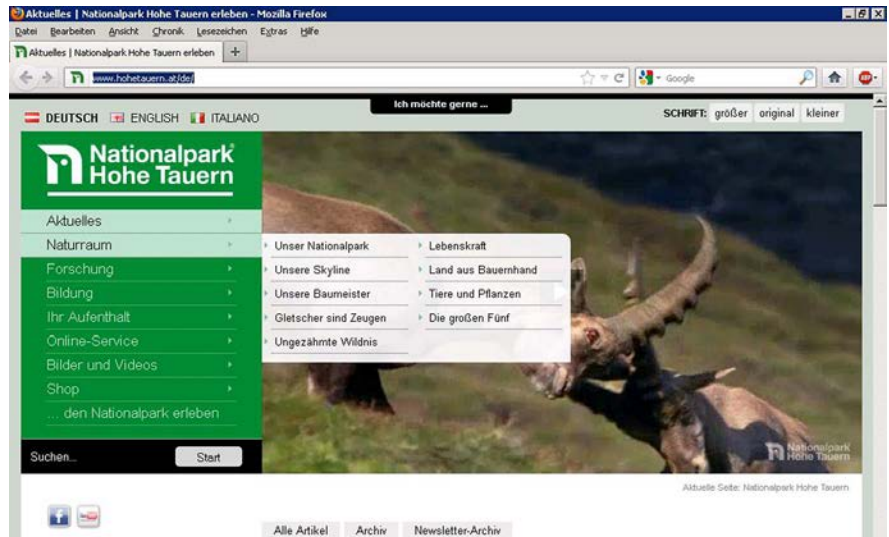 Aktuelles | Nationalpark Hohe Tauern erleben - Mozilla Firefox
Datei Bearbeiten Ansicht Chronik Lesezeichen Extras Hilfe
Aktuelles | Nationalpark Hohe Tauern erleben +
www.hohetauern.at/de/ Google
Ich möchte gerne ...
DEUTSCH ENGLISH ITALIANO SCHRIFT: größer original kleiner
Nationalpark
Hohe Tauern
Aktuelles
Naturraum
Forschung
Bildung
Ihr Aufenthalt
Online-Service
Bilder und Videos
Shop
... den Nationalpark erleben
Unser Nationalpark Lebenskraft
Unsere Skyline Land aus Bauernhand
Unsere Baumeister Tiere und Pflanzen
Gletscher sind Zeugen Die großen Fünf
Ungezähmte Wildnis
Suchen... Start
Nationalpark
Hohe Tauern
Aktuelle Seite: Nationalpark Hohe Tauern
Alle Artikel Archiv Newsletter-Archiv